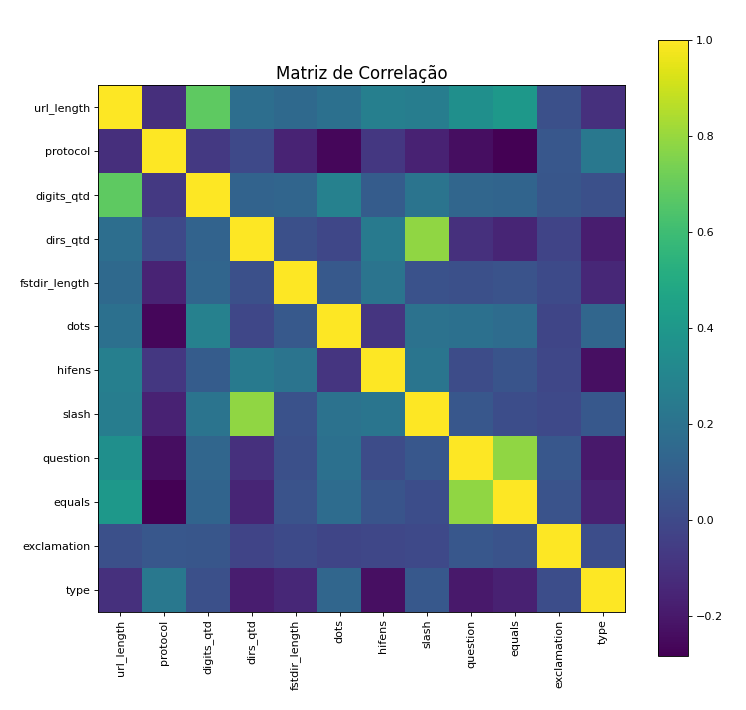 Matriz de Correlação
url_length
protocol
digits_qtd
dirs_qtd
fstdir_length
dots
hifens
slash
question
equals
exclamation
type
url_length
protocol
digits_qtd
dirs_qtd
fstdir_length
dots
hifens
slash
question
equals
exclamation
type
1.0
0.8
0.6
0.4
0.2
0.0
−0.2